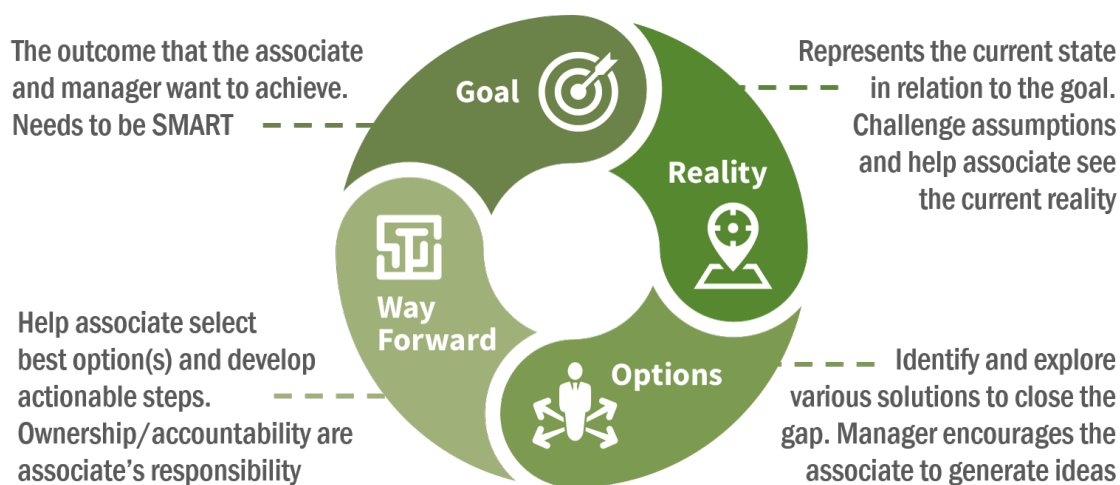 The outcome that the associate
and manager want to achieve.
Needs to be SMART
Goal
Represents the current state
in relation to the goal.
Challenge assumptions
and help associate see
the current reality
Reality
Way
Forward
Help associate select
best option(s) and develop
actionable steps.
Ownership/accountability are
associate's responsibility
Options
Identify and explore
various solutions to close the
gap. Manager encourages the
associate to generate ideas